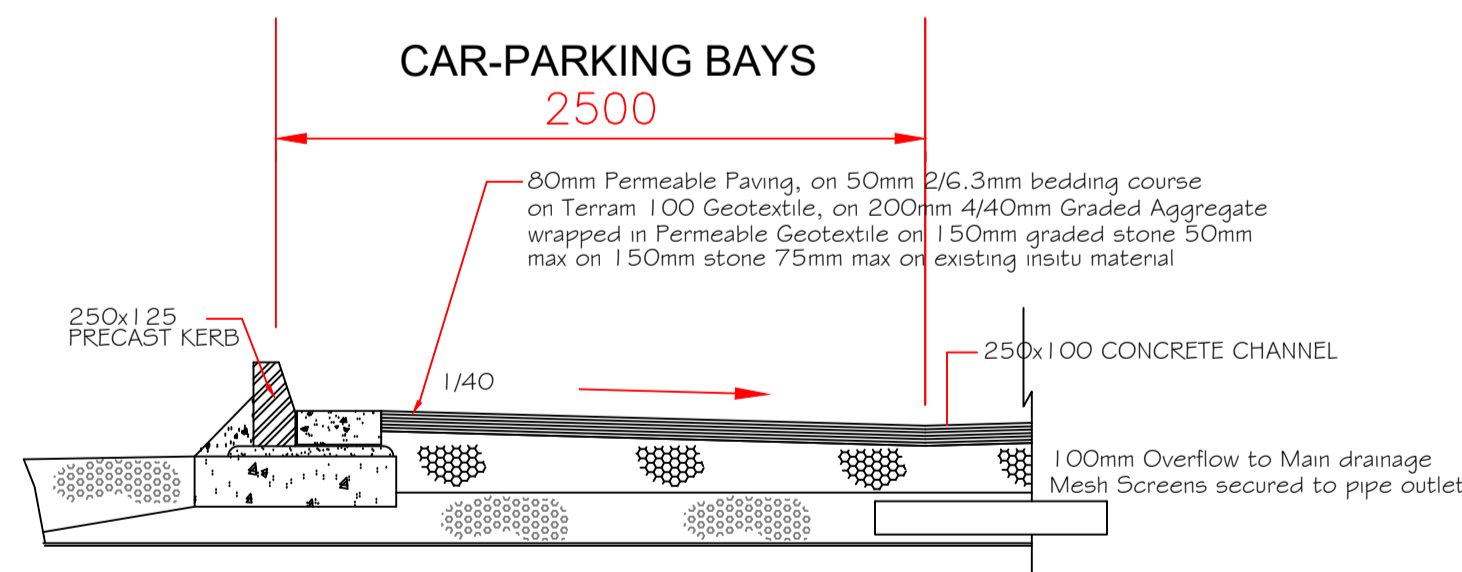 CAR-PARKING BAYS
2500
80mm Permeable Paving, on 50mm 2/6.3mm bedding course
on Terram 100 Geotextile, on 200mm 4/40mm Graded Aggregate
wrapped in Permeable Geotextile on 150mm graded stone 50mm
max on 150mm stone 75mm max on existing insitu material
250x125
PRECAST KERB
250x100 CONCRETE CHANNEL
1/40
100mm Overflow to Main drainage
Mesh Screens secured to pipe outlet